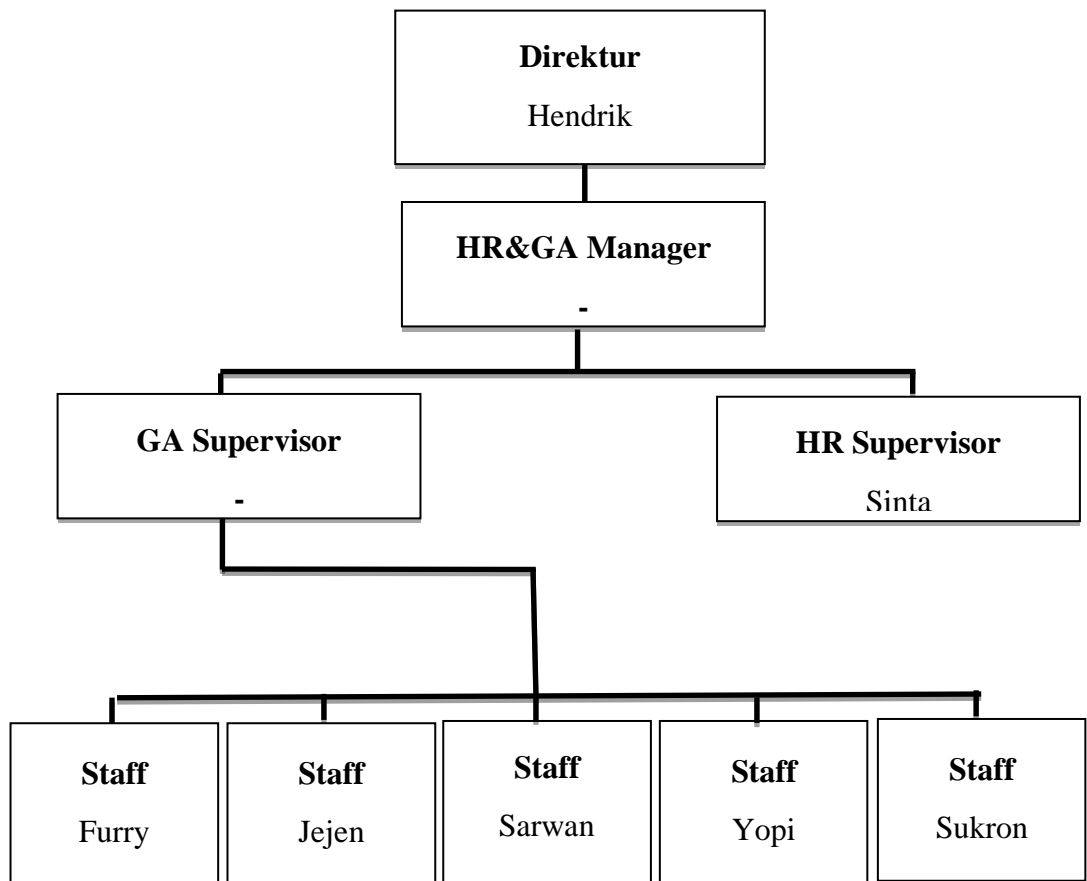 Direktur
Hendrik
HR&GA Manager
-
GA Supervisor
-
HR Supervisor
Sinta
Staff
Furry
Staff
Jejen
Staff
Sarwan
Staff
Yopi
Staff
Sukron